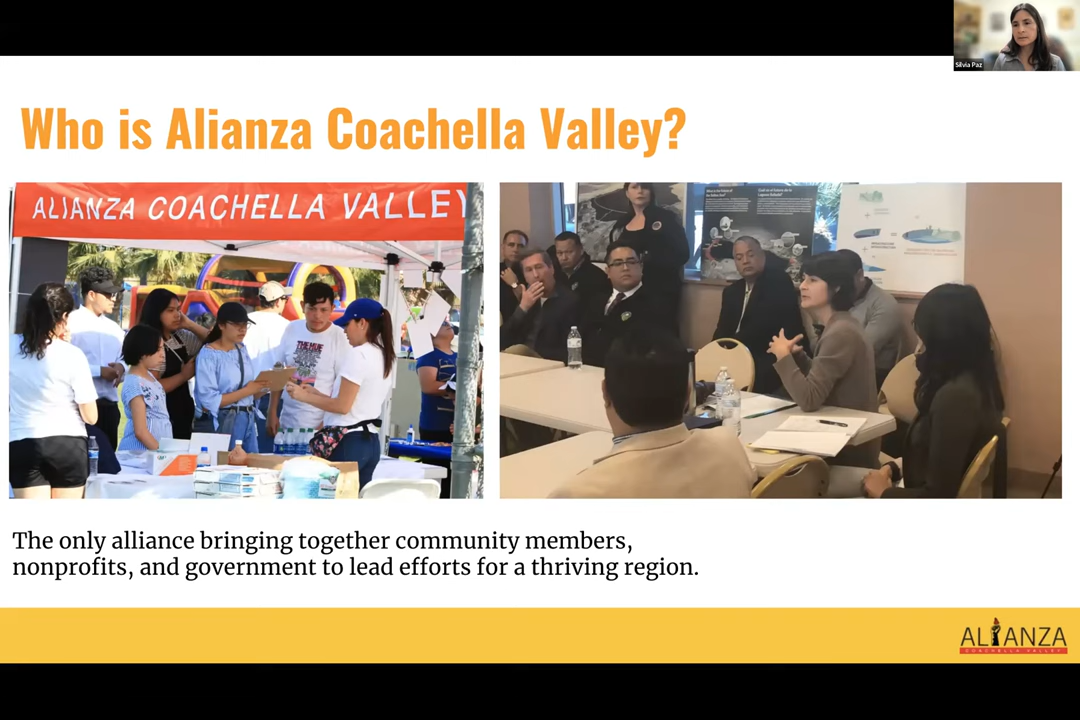 Silvia Paz
Who is Alianza Coachella Valley?
ALIANZA COACHELLA VALLEY
The only alliance bringing together community members,
nonprofits, and government to lead efforts for a thriving region.
ALIANZA
COACHELLA VALLEY